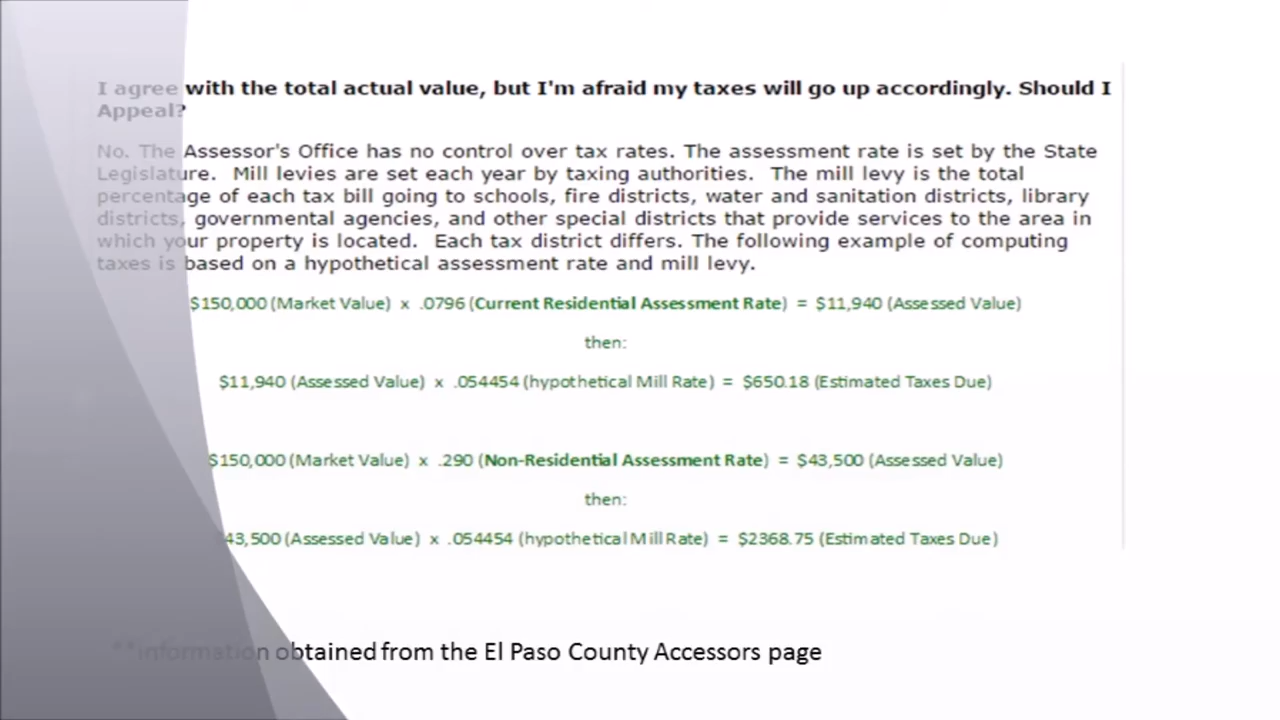 I agree with the total actual value, but I'm afraid my taxes will go up accordingly. Should I
Appeal?
No. The Assessor's Office has no control over tax rates. The assessment rate is set by the State
Legislature. Mill levies are set each year by taxing authorities. The mill levy is the total
percentage of each tax bill going to schools, fire districts, water and sanitation districts, library
districts, governmental agencies, and other special districts that provide services to the area in
which your property is located. Each tax district differs. The following example of computing
taxes is based on a hypothetical assessment rate and mill levy.
$150,000 (Market Value) x .0796 (Current Residential Assessment Rate) = $11,940 (Assessed Value)
then:
$11,940 (Assessed Value) x .054454 (hypothetical Mill Rate) = $650.18 (Estimated Taxes Due)
$150,000 (Market Value) x .290 (Non-Residential Assessment Rate) = $43,500 (Assessed Value)
then:
43,500 (Assessed Value) x .054454 (hypothetical Mill Rate) = $2368.75 (Estimated Taxes Due)
**information obtained from the El Paso County Accessors page